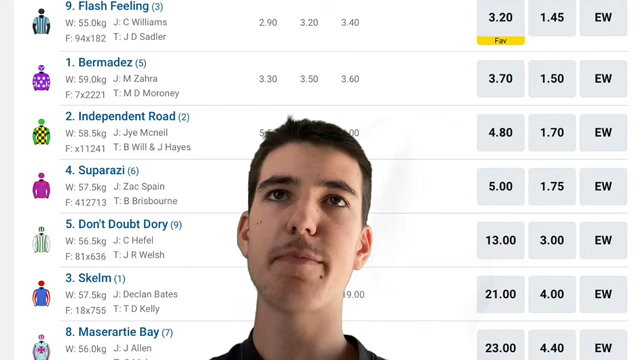 9. Flash Feeling (3)
W: 55.0kg J: C Williams 2.90 3.20 3.40 3.20 1.45 EW
F: 94x182 T: J D Sadler Fav
1. Bermadez (5)
W: 59.0kg J: M Zahra 3.30 3.50 3.60 3.70 1.50 EW
F: 7x2221 T: M D Moroney
2. Independent Road (2)
W: 58.5kg J: Jye Mcneil 4.80 1.70 EW
F: x11241 T: B Will & J Hayes
4. Suparazi (6)
W: 57.5kg J: Zac Spain 5.00 1.75 EW
F: 412713 T: B Brisbourne
5. Don't Doubt Dory (9)
W: 56.5kg J: C Hefel 13.00 3.00 EW
F: 81x636 T: J R Welsh
3. Skelm (1)
W: 57.5kg J: Declan Bates 19.00 21.00 4.00 EW
F: 18x755 T: T D Kelly
8. Maserartie Bay (7)
W: 56.0kg J: J Allen 23.00 4.40 EW